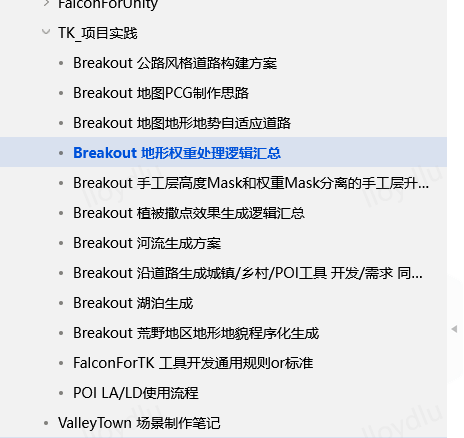 FalconForUnity
TK_项目实践
Breakout 公路风格道路构建方案
Breakout 地图PCG制作思路
Breakout 地图地形地势自适应道路
Breakout 地形权重处理逻辑汇总
Breakout 手工层高度Mask和权重Mask分离的手工层升...
Breakout 植被撒点效果生成逻辑汇总
Breakout 河流生成方案
Breakout 沿道路生成城镇/乡村/POI工具 开发/需求 同...
Breakout 湖泊生成
Breakout 荒野地区地形地貌程序化生成
FalconForTK 工具开发通用规则or标准
POI LA/LD使用流程
ValleyTown 场景制作笔记
lloydlu
lloydlu
lloydlu
lloydlu